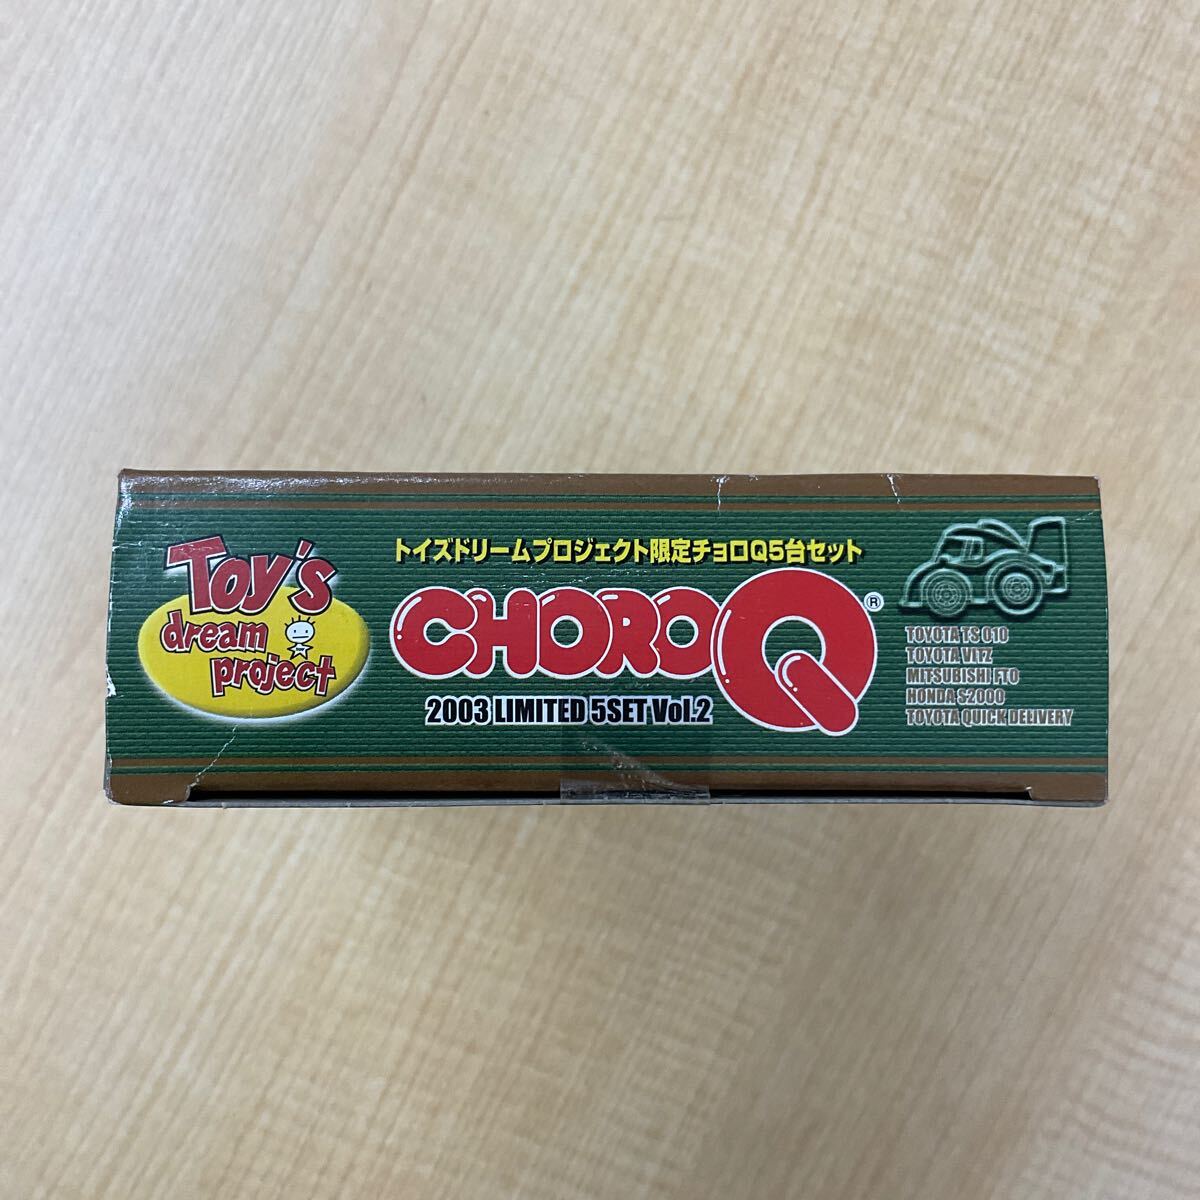 Toy's
dream
project
トイズドリームプロジェクト限定チョロQ5台セット
CHORO Q®
2003 LIMITED 5SET Vol.2
TOYOTA TS 010
TOYOTA VITZ
MITSUBISHI FTO
HONDA S2000
TOYOTA QUICK DELIVERY